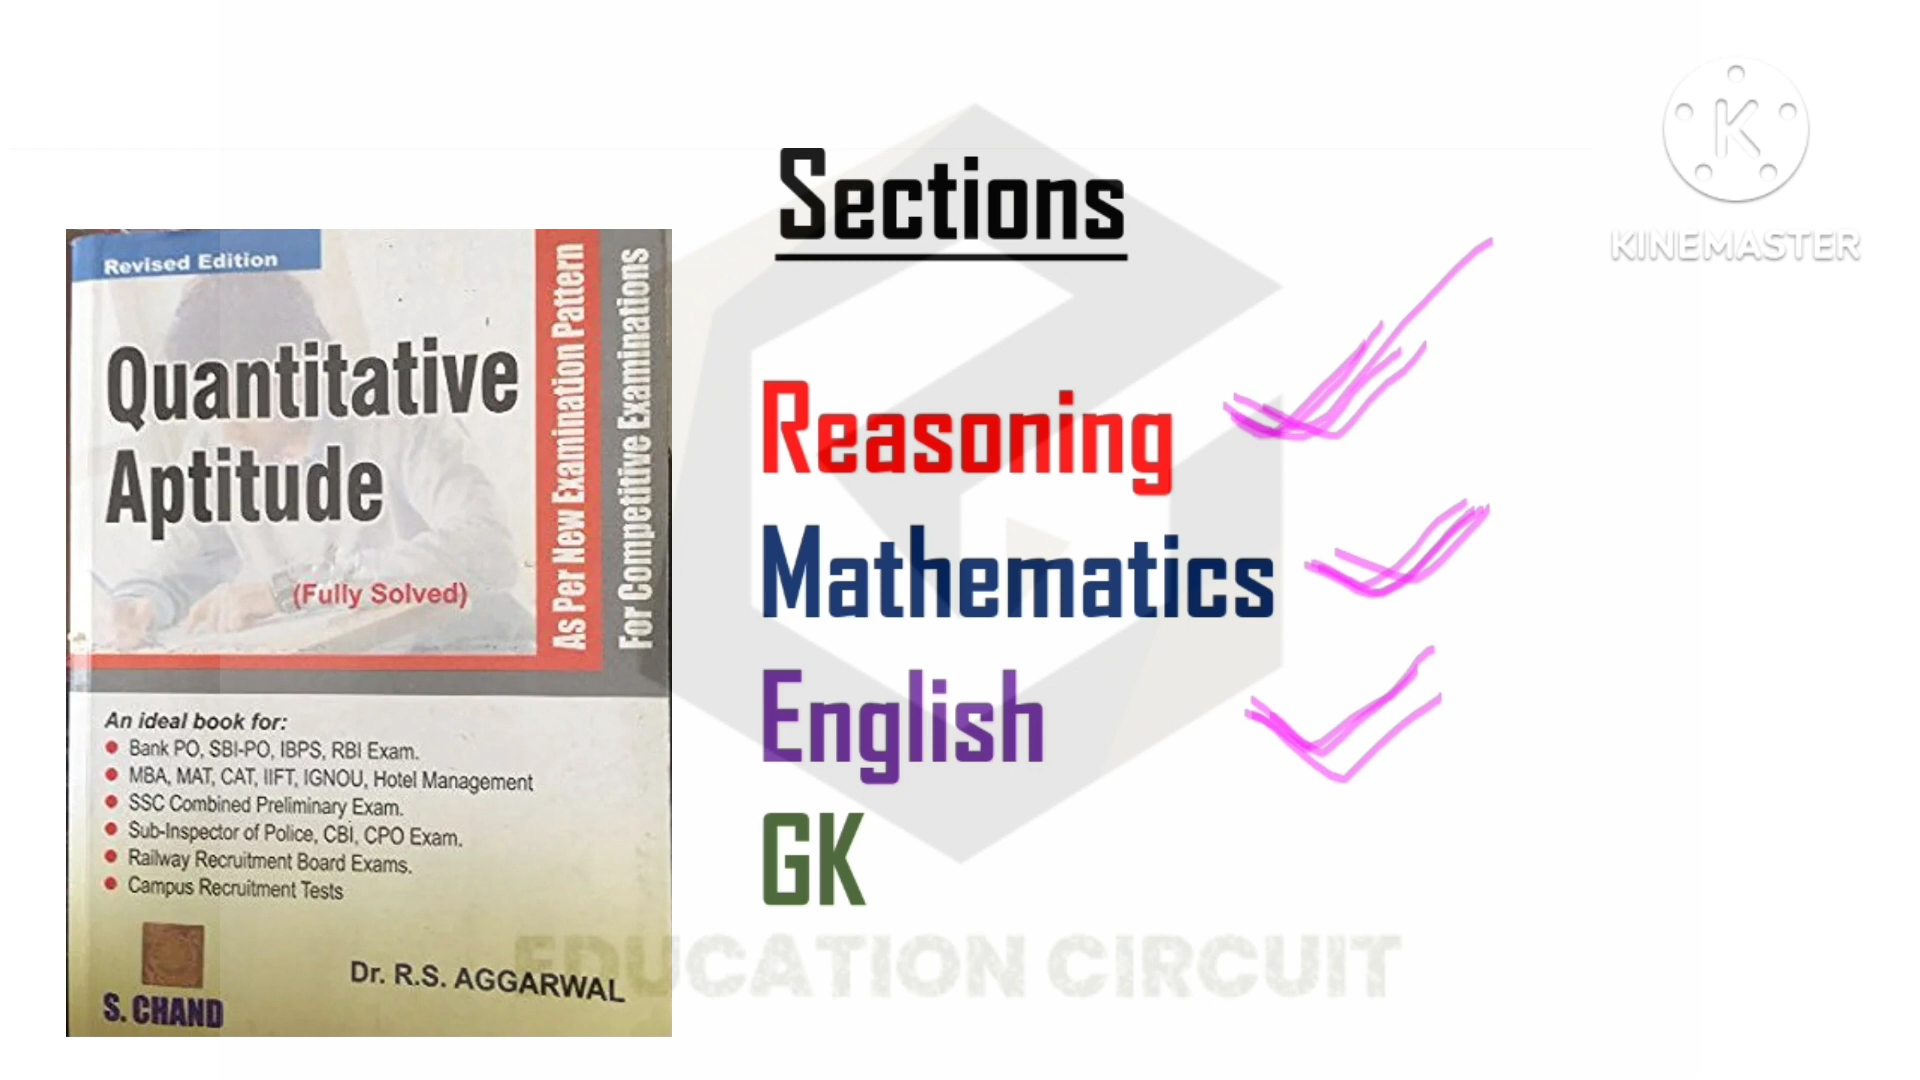 Sections
Reasoning
Mathematics
English
GK
K
KINEMASTER
Revised Edition
Quantitative
Aptitude
(Fully Solved)
As Per New Examination Pattern
For Competitive Examinations
An ideal book for:
Bank PO, SBI-PO, IBPS, RBI Exam.
MBA, MAT, CAT, IIFT, IGNOU, Hotel Management
SSC Combined Preliminary Exam.
Sub-Inspector of Police, CBI, CPO Exam.
Railway Recruitment Board Exams.
Campus Recruitment Tests
Dr. R.S. AGGARWAL
S. CHAND
EDUCATION CIRCUIT